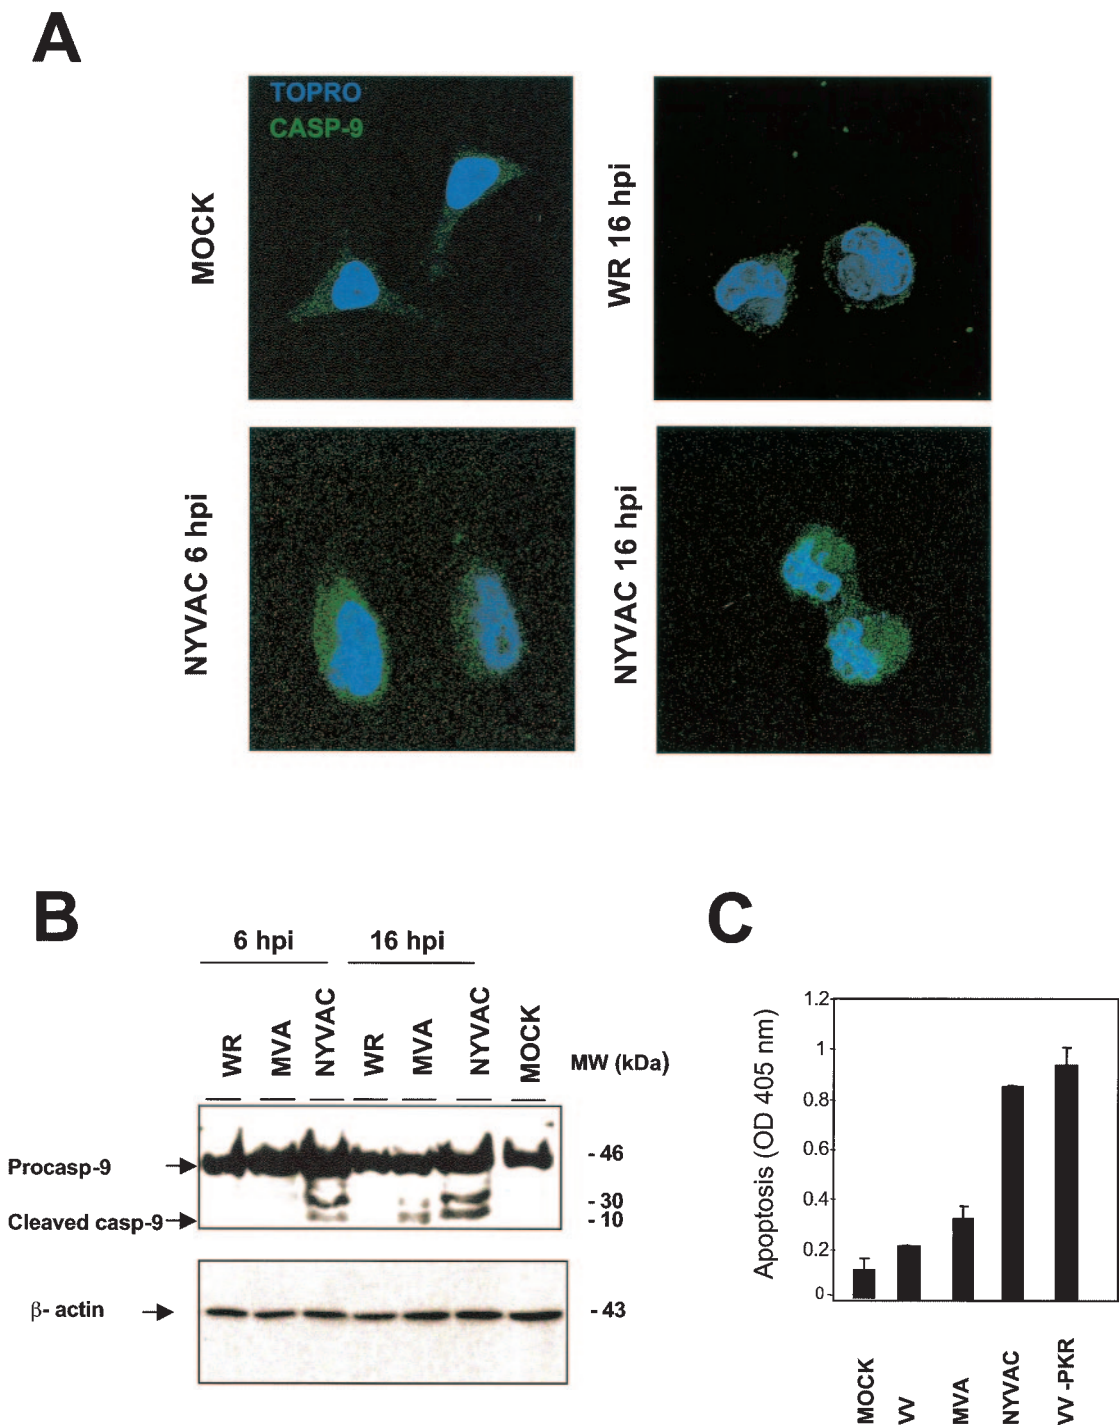 A
TOPRO
CASP-9
MOCK
WR 16 hpi
NYVAC 6 hpi
NYVAC 16 hpi
B
6 hpi
16 hpi
WR
MVA
NYVAC
WR
MVA
NYVAC
MOCK
MW (kDa)
Procasp-9
Cleaved casp-9
- 46
- 30
- 10
β- actin
- 43
C
Apoptosis (OD 405 nm)
1.2
1
0.8
0.6
0.4
0.2
0
MOCK
VV
MVA
NYVAC
VV -PKR